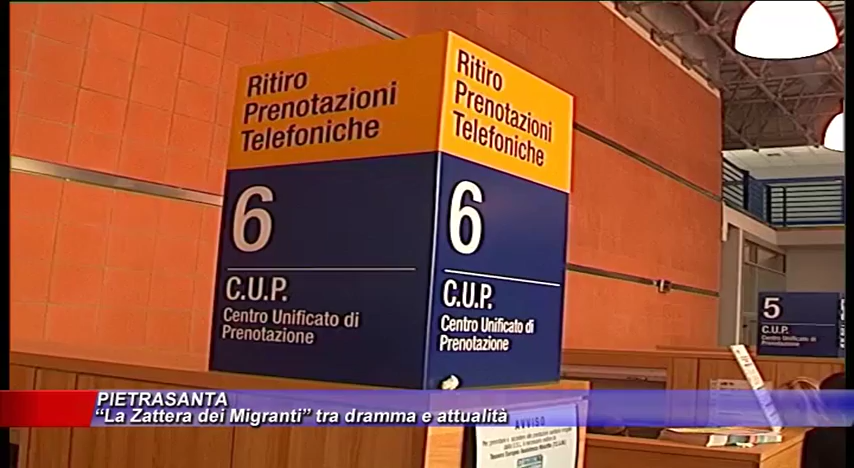 Ritiro
Prenotazioni
Telefoniche
6
C.U.P.
Centro Unificato di
Prenotazione
Ritiro
Prenotazioni
Telefoniche
6
C.U.P.
Centro Unificato di
Prenotazione
5
C.U.P.
Centro Unificato di
Prenotazione
PIETRASANTA
“La Zattera dei Migranti” tra dramma e attualità
AVVISO